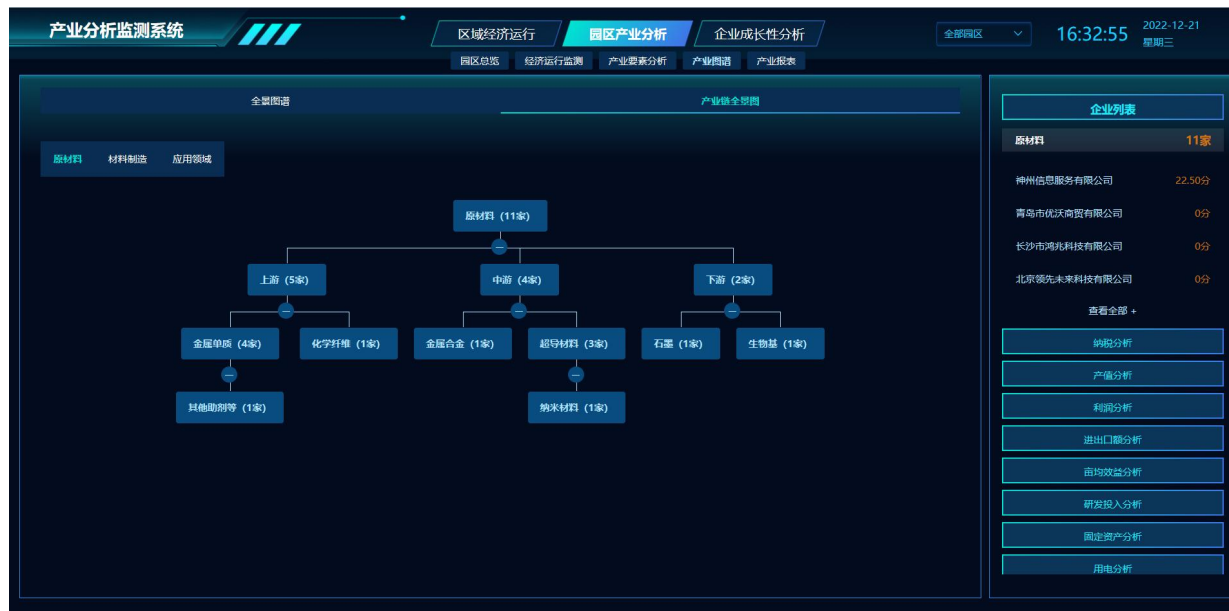 产业分析监测系统
区域经济运行 园区产业分析 企业成长性分析
全部园区
16:32:55
2022-12-21
星期三
园区总览 经济运行监测 产业要素分析 产业图谱 产业报表
全景图谱 产业链全景图
原材料 材料制造 应用领域
原材料 (11家)
上游 (5家) 中游 (4家) 下游 (2家)
金属单质 (4家) 化学纤维 (1家) 金属合金 (1家) 超导材料 (3家) 石墨 (1家) 生物基 (1家)
其他助剂等 (1家) 纳米材料 (1家)
企业列表
原材料 11家
神州信息服务有限公司 22.50分
青岛市优沃商贸有限公司 0分
长沙市鸿兆科技有限公司 0分
北京领先未来科技有限公司 0分
查看全部 +
纳税分析
产值分析
利润分析
进出口额分析
亩均效益分析
研发投入分析
固定资产分析
用电分析